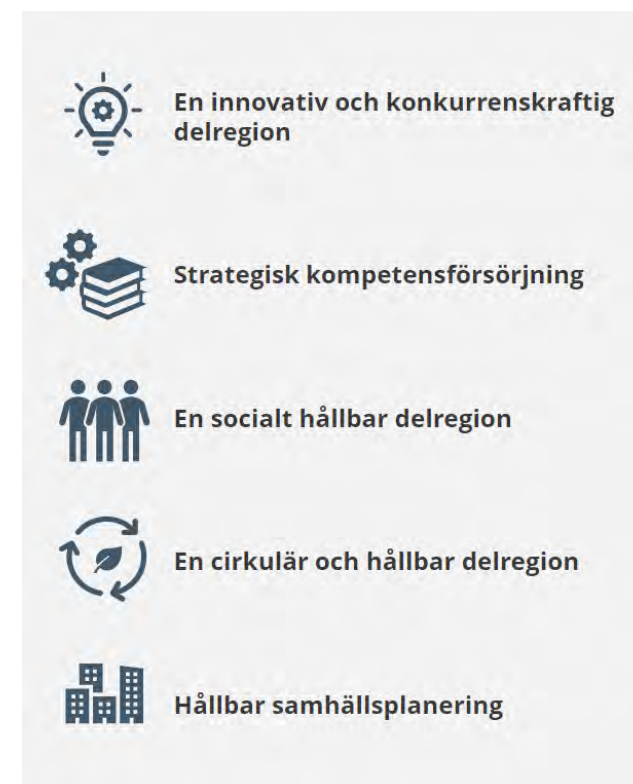 En innovativ och konkurrenskraftig
delregion
Strategisk kompetensförsörjning
En socialt hållbar delregion
En cirkulär och hållbar delregion
Hållbar samhällsplanering